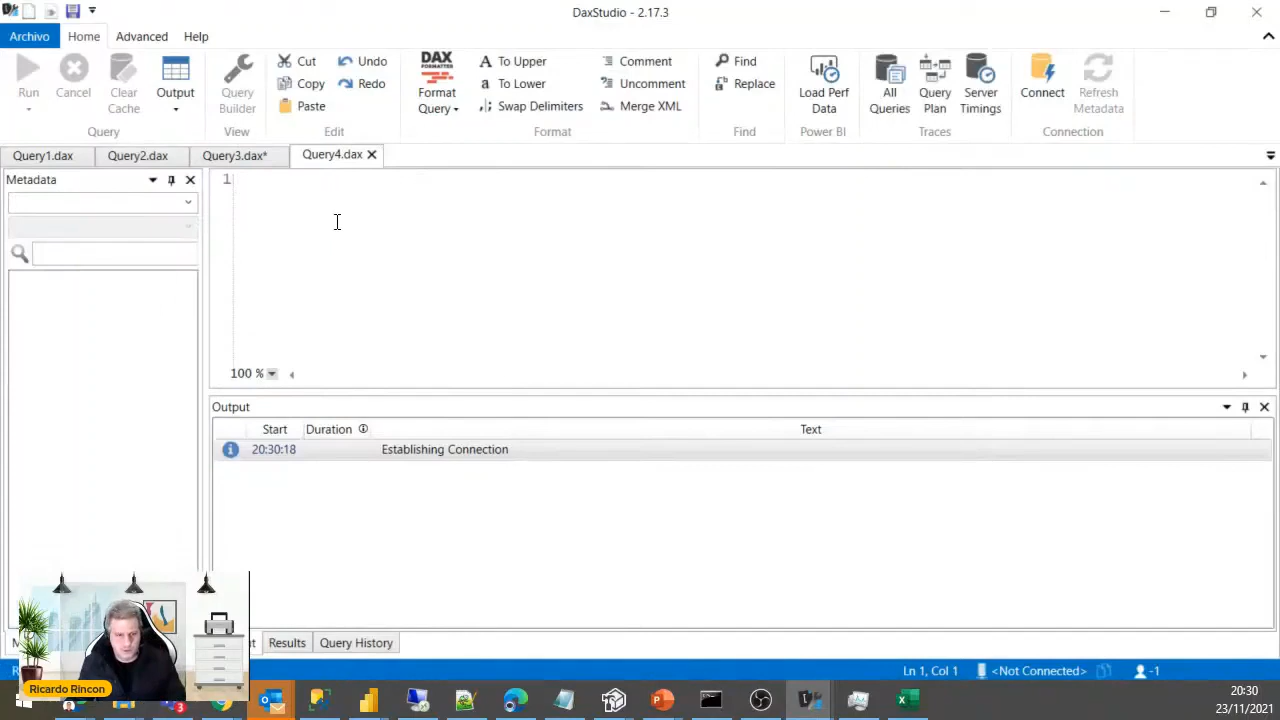 DaxStudio - 2.17.3
Archivo Home Advanced Help
Run Cancel Clear Cache Output Query
Query Builder View
Cut Copy Paste Undo Redo Edit
DAX FORMATTER Format Query To Upper To Lower Swap Delimiters Comment Uncomment Merge XML Format
Find Replace Find
Load Perf Data Power BI
All Queries Query Plan Server Timings Traces
Connect Refresh Metadata Connection
Query1.dax Query2.dax Query3.dax* Query4.dax
Metadata
1
100 %
Output
Start Duration Text
20:30:18 Establishing Connection
Results Query History
Ln 1, Col 1 <Not Connected> -1
Ricardo Rincon
3
20:30
23/11/2021